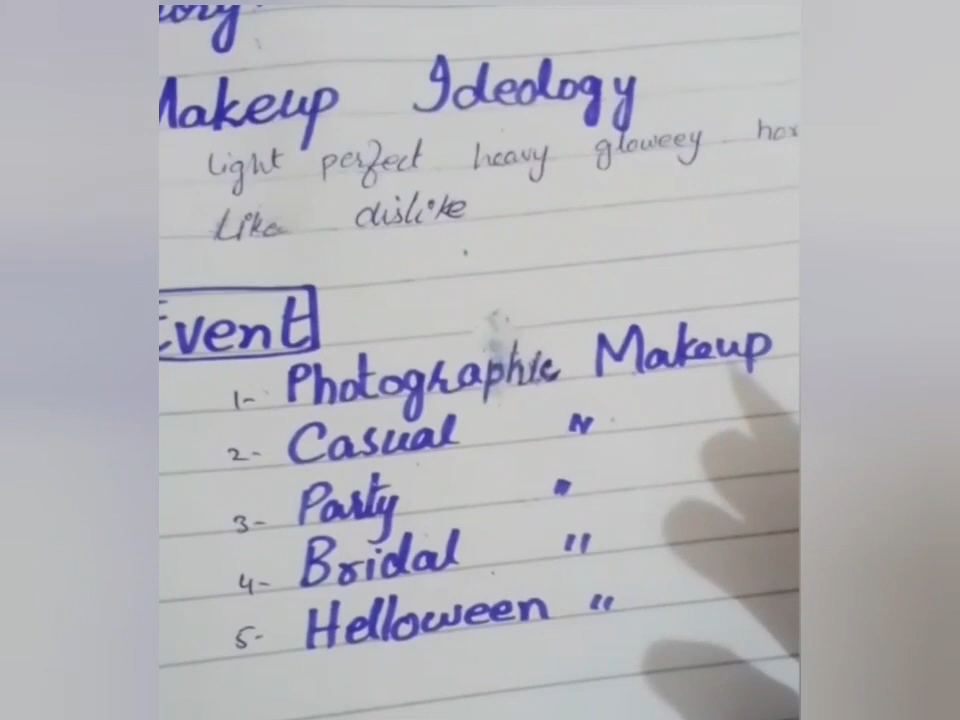 Makeup Ideology
Light perfect heavy gloweey
Like dislike
Event
1- Photographic Makeup
2- Casual "
3- Party "
4- Bridal "
5- Helloween "